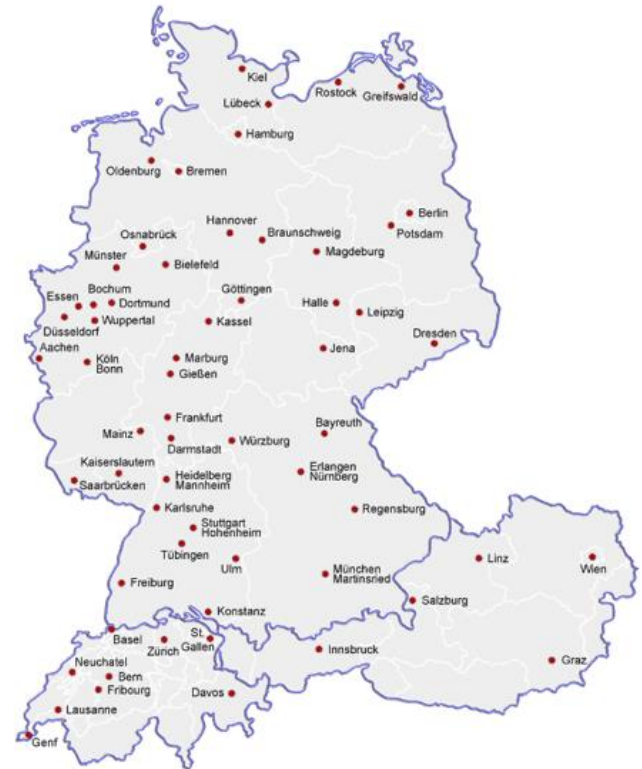 Kiel
Rostock
Greifswald
Lübeck
Hamburg
Oldenburg
Bremen
Berlin
Potsdam
Hannover
Braunschweig
Osnabrück
Magdeburg
Münster
Bielefeld
Göttingen
Essen
Bochum
Dortmund
Halle
Leipzig
Düsseldorf
Wuppertal
Kassel
Dresden
Aachen
Köln
Bonn
Marburg
Jena
Gießen
Frankfurt
Mainz
Darmstadt
Würzburg
Bayreuth
Kaiserslautern
Saarbrücken
Heidelberg
Mannheim
Erlangen
Nürnberg
Karlsruhe
Regensburg
Stuttgart
Hohenheim
Tübingen
Ulm
Linz
Wien
München
Martinsried
Freiburg
Salzburg
Konstanz
Basel
Zürich
St.
Gallen
Innsbruck
Graz
Neuchatel
Bern
Fribourg
Davos
Lausanne
Genf